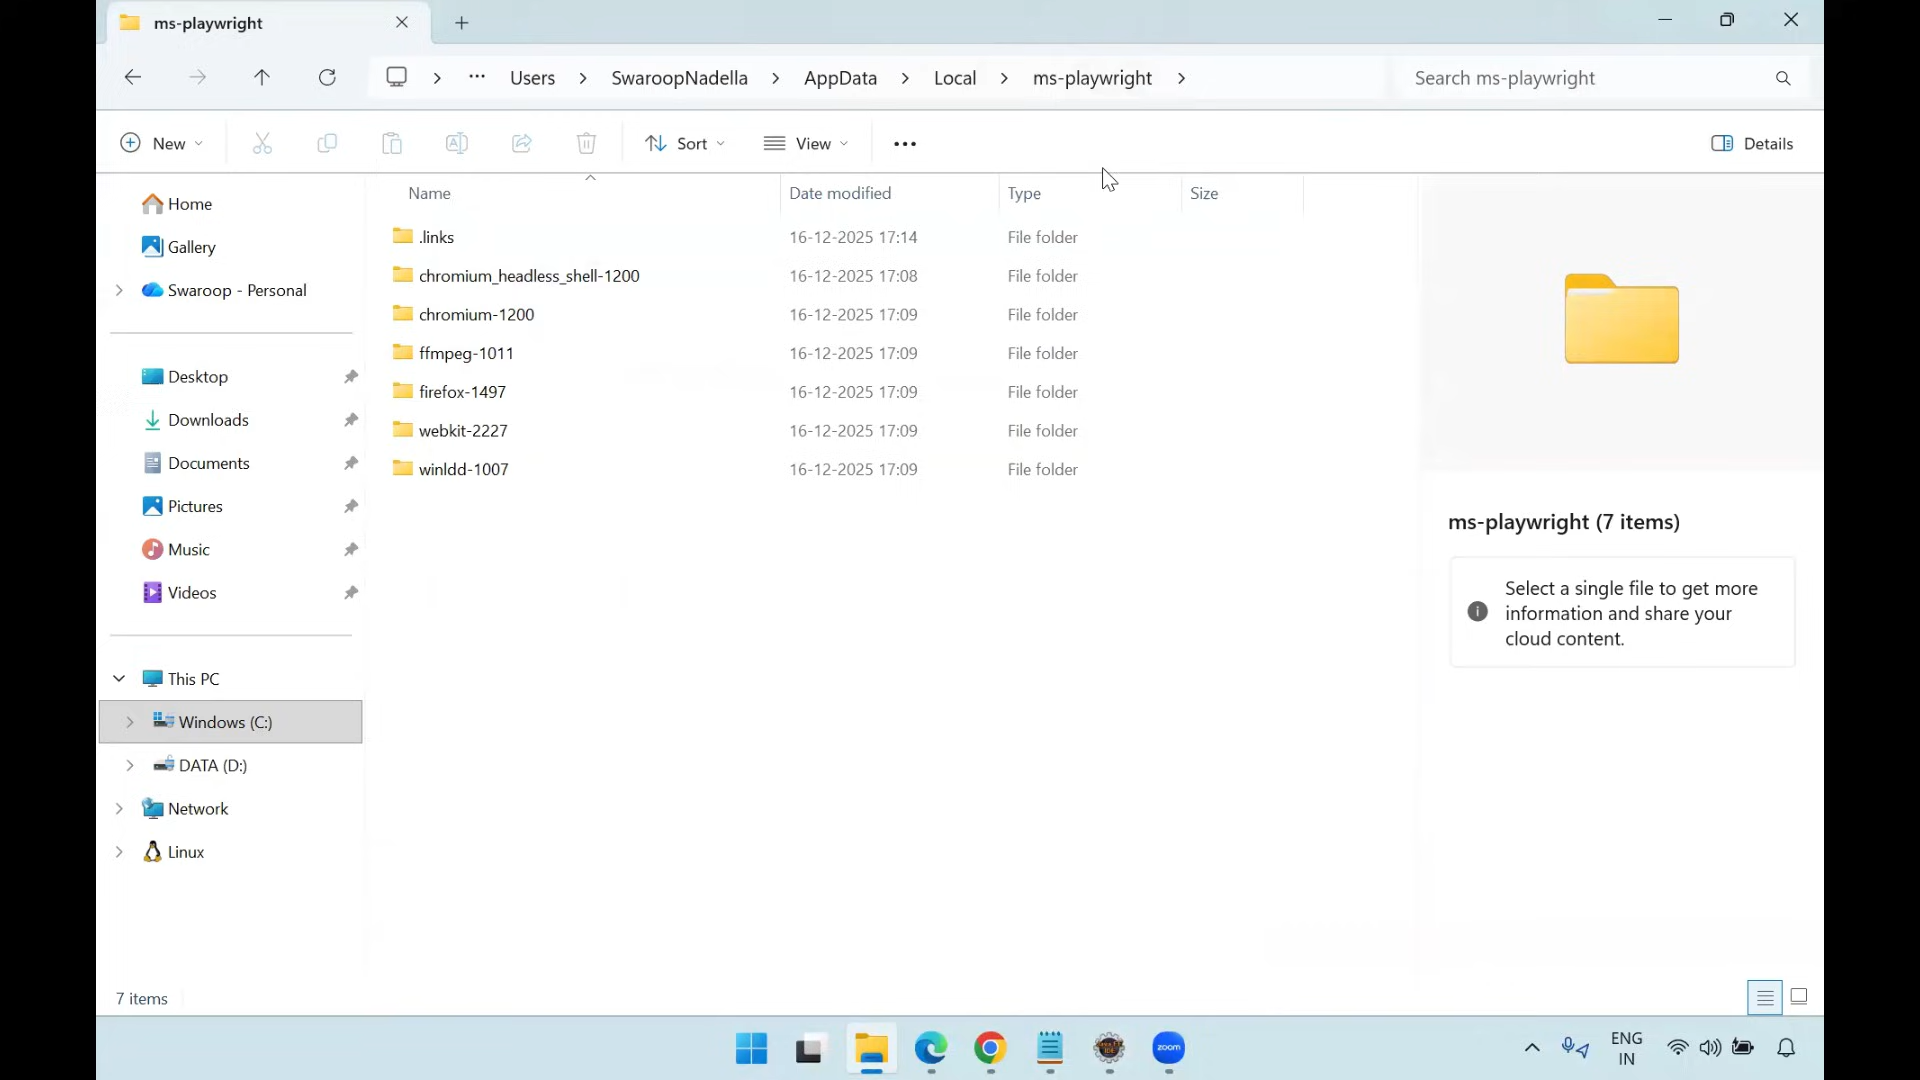 ms-playwright
Users > SwaroopNadella > AppData > Local > ms-playwright >
Search ms-playwright
New
Sort
View
Details
Home
Gallery
Swaroop - Personal
Desktop
Downloads
Documents
Pictures
Music
Videos
This PC
Windows (C:)
DATA (D:)
Network
Linux
Name Date modified Type Size
.links 16-12-2025 17:14 File folder
chromium_headless_shell-1200 16-12-2025 17:08 File folder
chromium-1200 16-12-2025 17:09 File folder
ffmpeg-1011 16-12-2025 17:09 File folder
firefox-1497 16-12-2025 17:09 File folder
webkit-2227 16-12-2025 17:09 File folder
winldd-1007 16-12-2025 17:09 File folder
ms-playwright (7 items)
Select a single file to get more
information and share your
cloud content.
7 items
zoom
ENG
IN